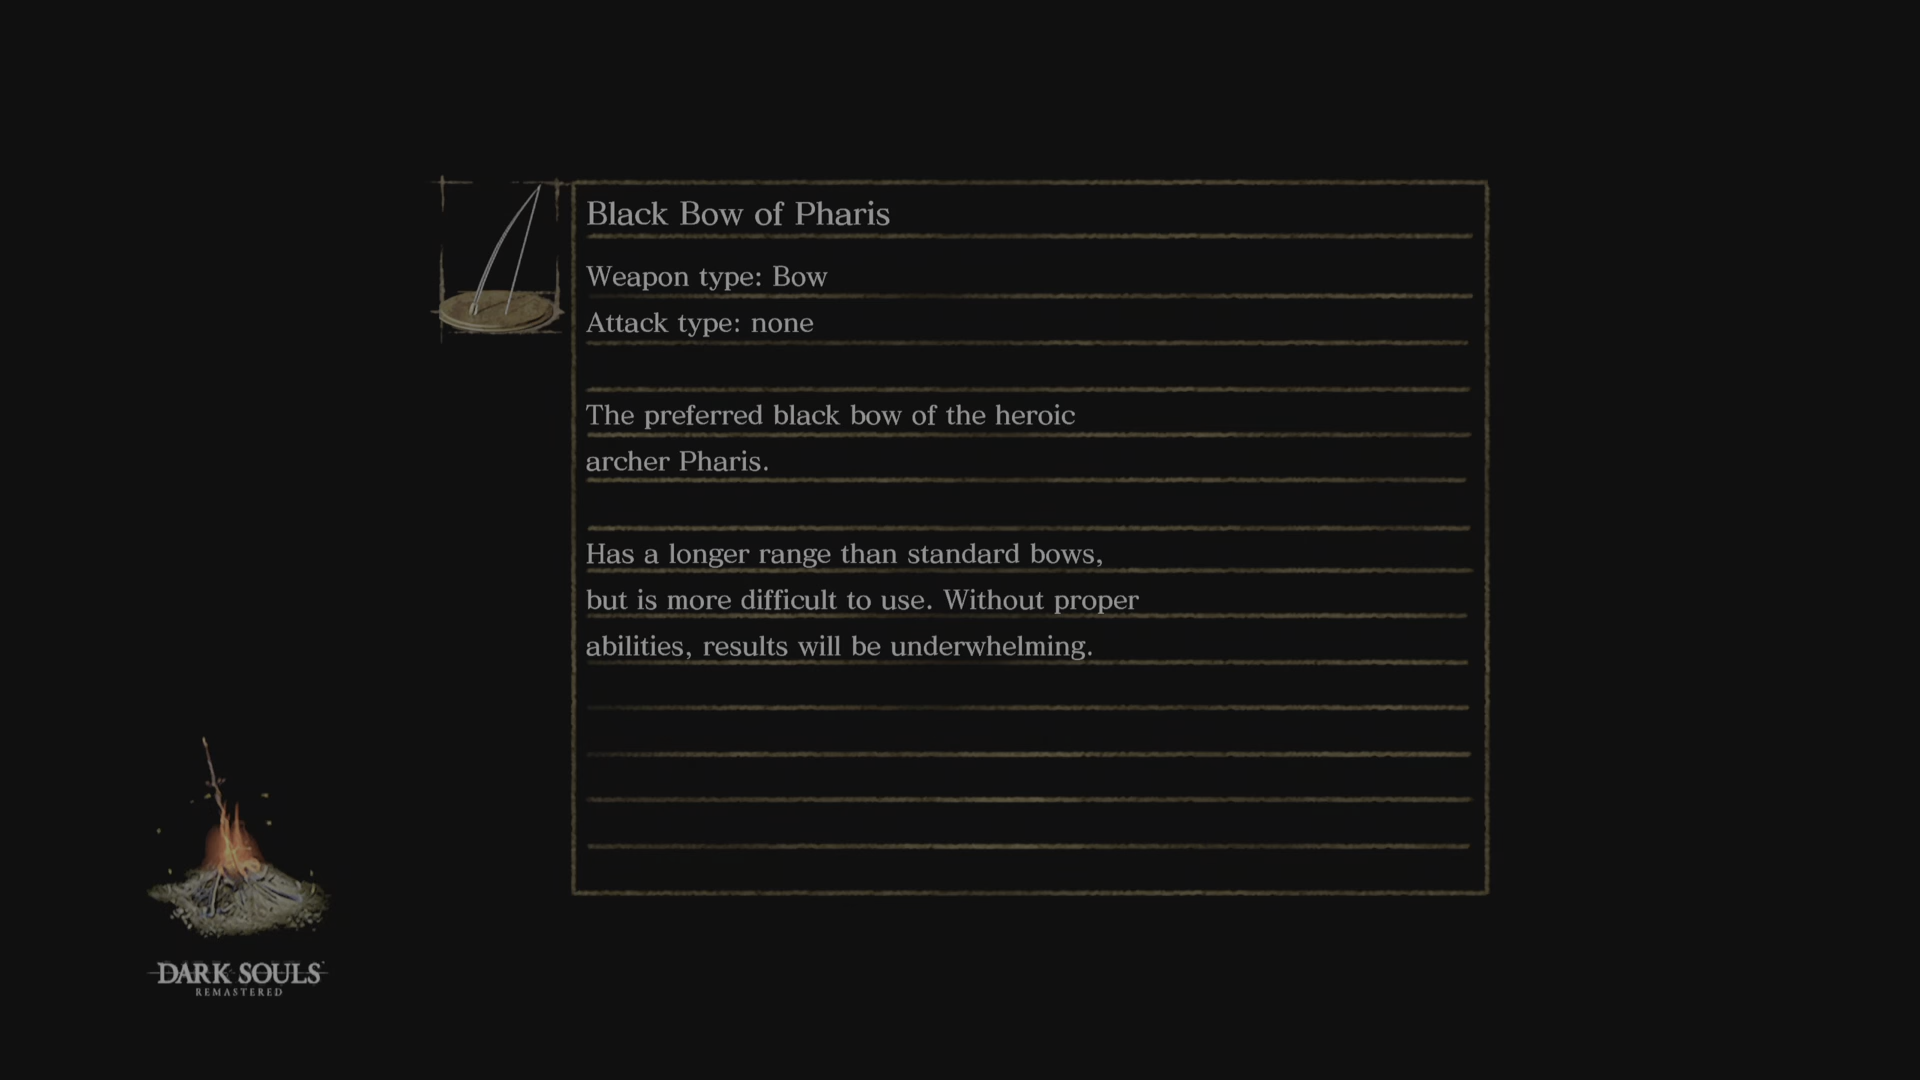 Black Bow of Pharis
Weapon type: Bow
Attack type: none
The preferred black bow of the heroic
archer Pharis.
Has a longer range than standard bows,
but is more difficult to use. Without proper
abilities, results will be underwhelming.
DARK SOULS
REMASTERED